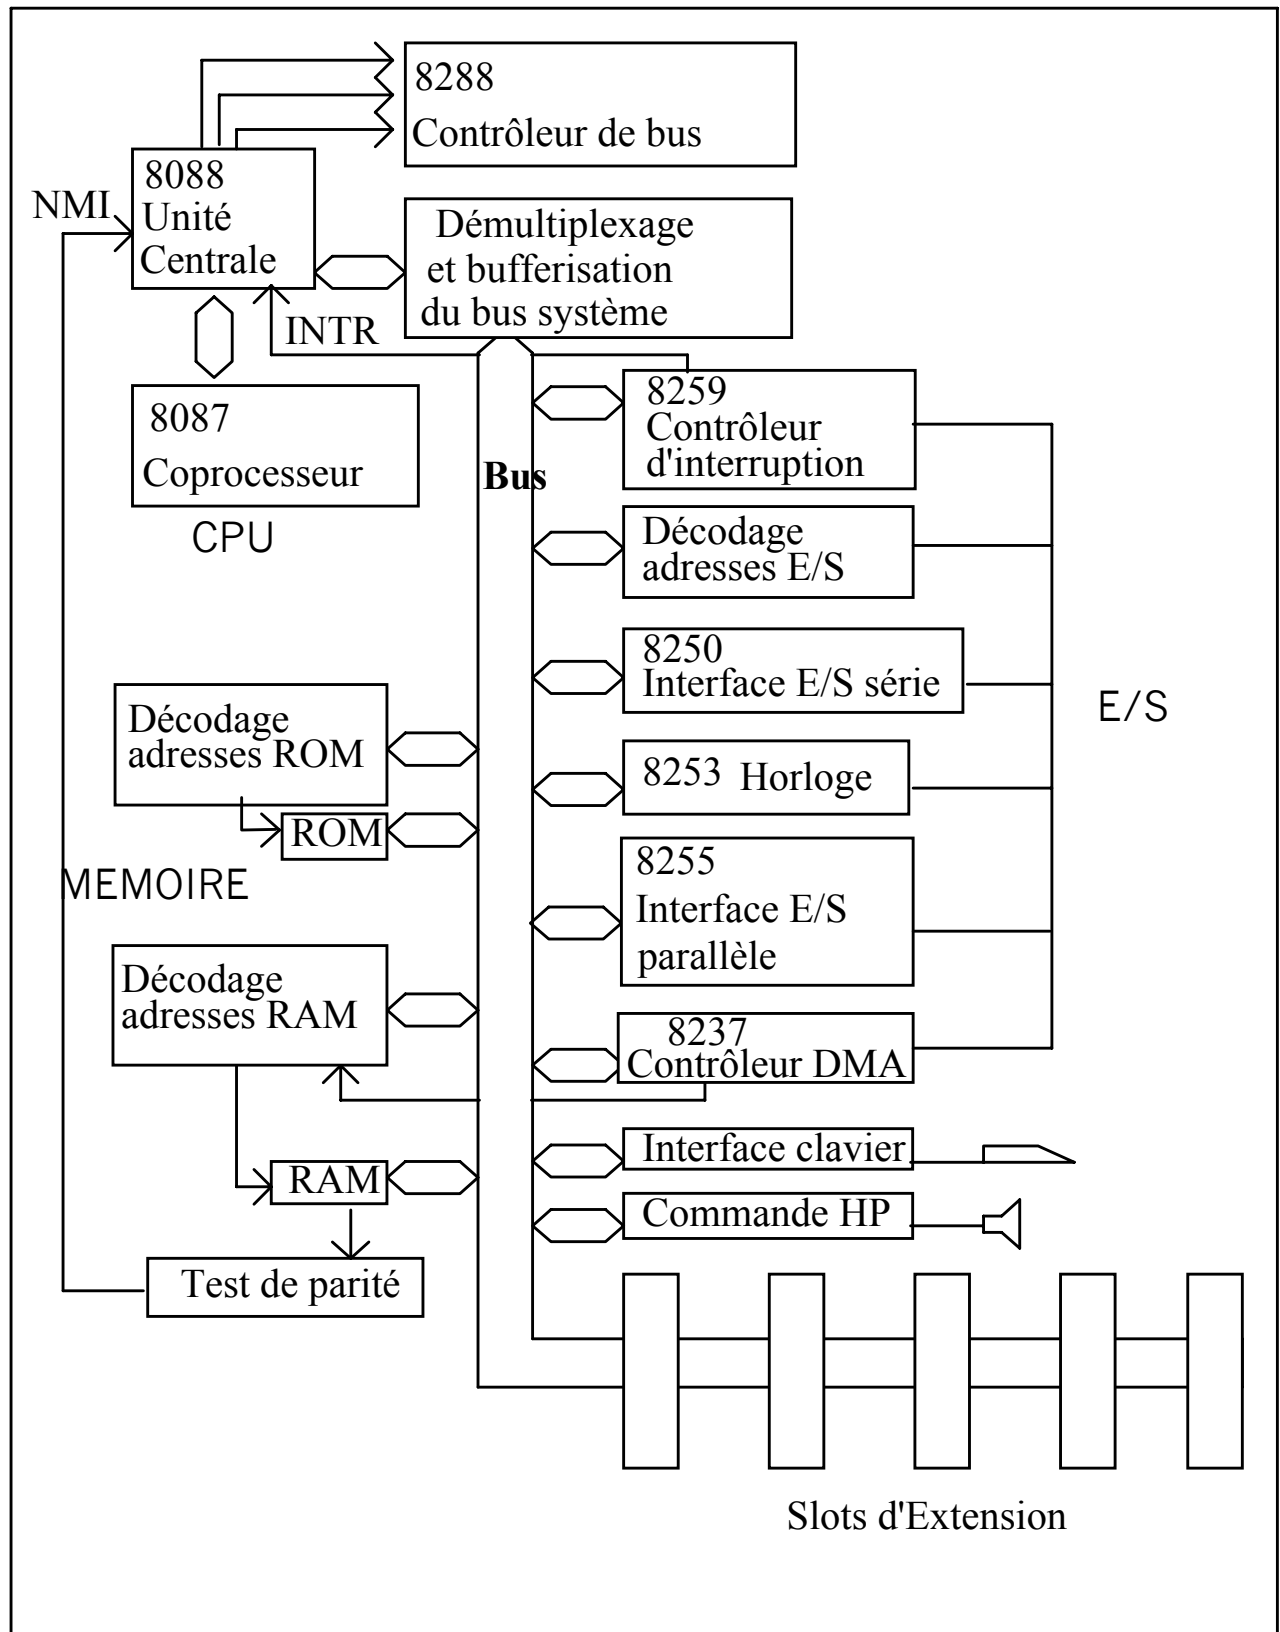 8288
Contrôleur de bus
8088
Unité
Centrale
NMI
Démultiplexage
et bufferisation
du bus système
INTR
8087
Coprocesseur
CPU
Bus
8259
Contrôleur
d'interruption
Décodage
adresses E/S
8250
Interface E/S série
E/S
Décodage
adresses ROM
8253 Horloge
ROM
MEMOIRE
8255
Interface E/S
parallèle
Décodage
adresses RAM
8237
Contrôleur DMA
Interface clavier
RAM
Commande HP
Test de parité
Slots d'Extension